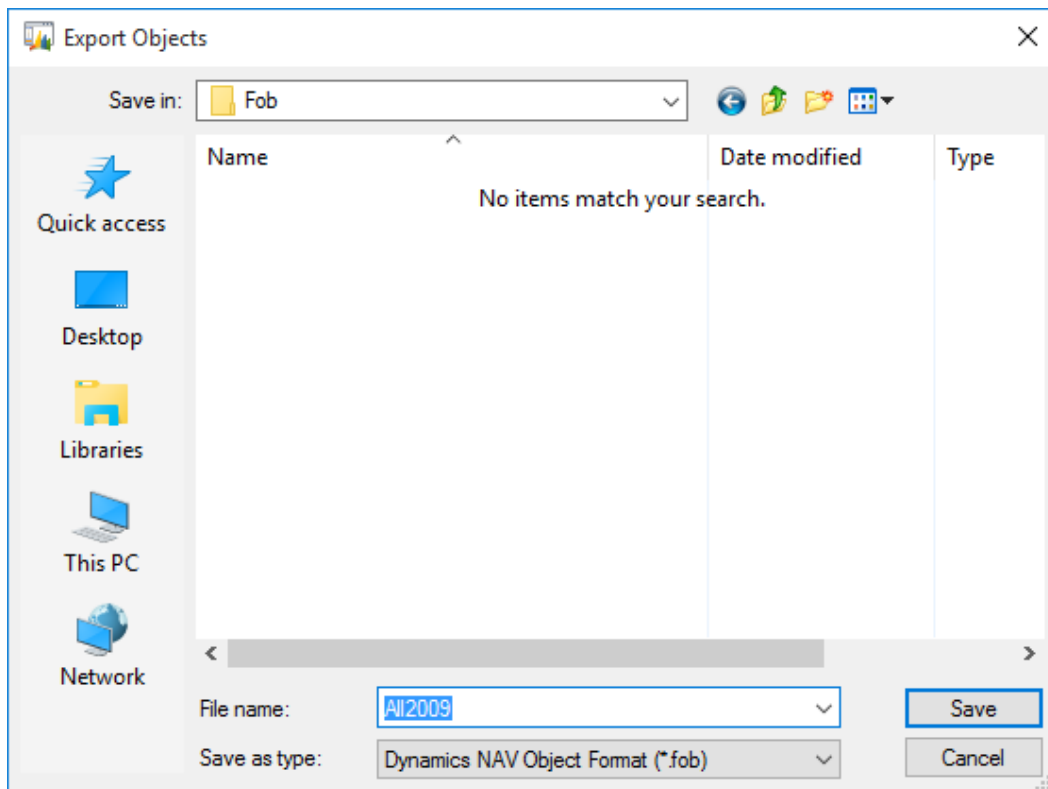 Export Objects
Save in: Fob
Name Date modified Type
No items match your search.
Quick access
Desktop
Libraries
This PC
Network
File name: All2009 Save
Save as type: Dynamics NAV Object Format (*.fob) Cancel